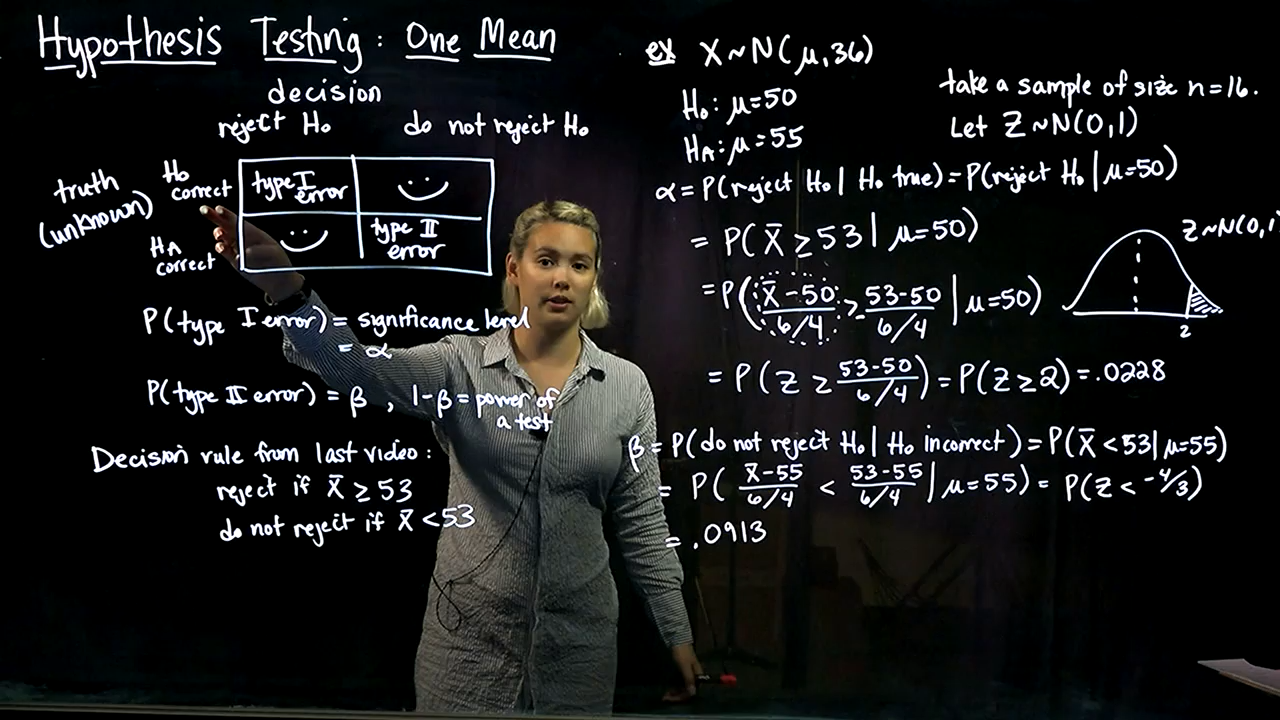 Hypothesis Testing: One Mean
decision
reject H₀ do not reject H₀
truth
(unknown)
H₀
correct
type I
error
H_A
correct
type II
error
P(type I error) = significance level
= α
P(type II error) = β , 1-β = power of
a test
Decision rule from last video:
reject if X̄ ≥ 53
do not reject if X̄ < 53
ex X~N(μ, 36)
H₀: μ=50
H_A: μ=55
take a sample of size n=16.
Let Z~N(0,1)
α = P(reject H₀ | H₀ true) = P(reject H₀ | μ=50)
= P(X̄ ≥ 53 | μ=50)
= P( (X̄-50)/(6/4) ≥ (53-50)/(6/4) | μ=50)
= P( Z ≥ (53-50)/(6/4) ) = P(Z ≥ 2) = .0228
Z~N(0,1
2
β = P(do not reject H₀ | H₀ incorrect) = P(X̄ < 53 | μ=55)
= P( (X̄-55)/(6/4) < (53-55)/(6/4) | μ=55) = P(Z < -4/3)
= .0913